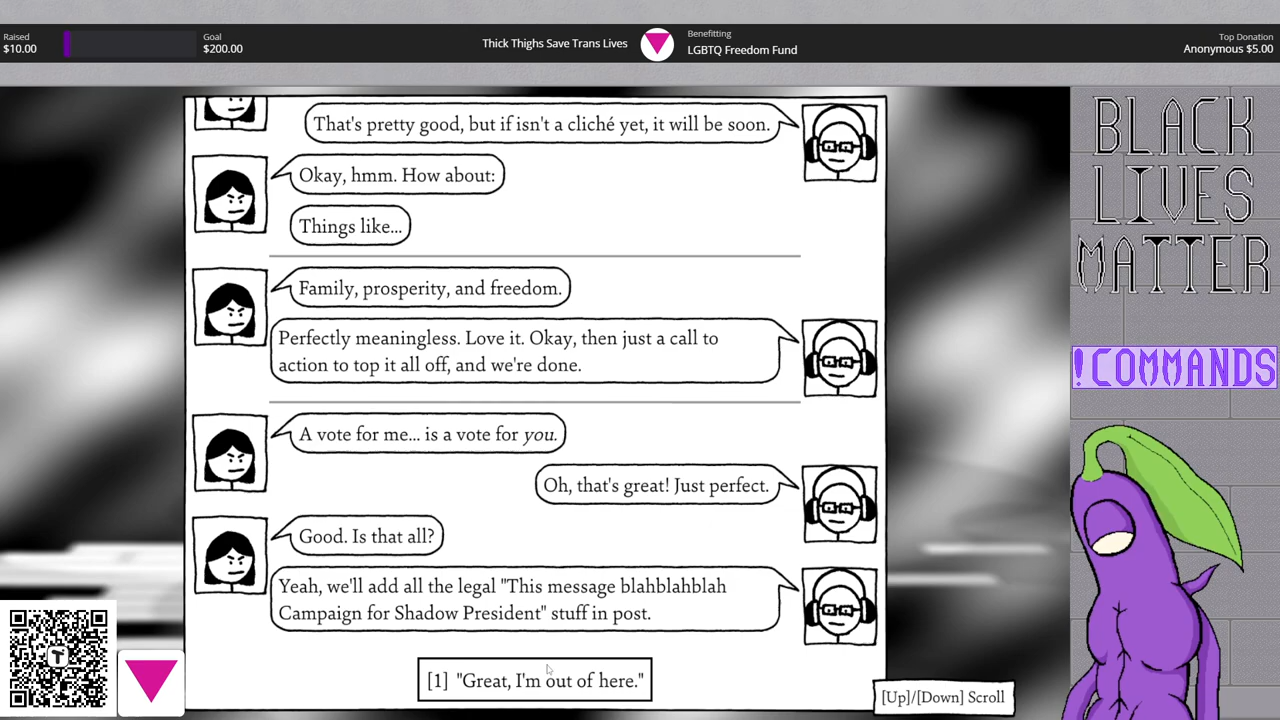 Raised
$10.00
Goal
$200.00
Thick Thighs Save Trans Lives
Benefitting
LGBTQ Freedom Fund
Top Donation
Anonymous $5.00
That's pretty good, but if isn't a cliché yet, it will be soon.
Okay, hmm. How about:
Things like...
Family, prosperity, and freedom.
Perfectly meaningless. Love it. Okay, then just a call to
action to top it all off, and we're done.
A vote for me... is a vote for you.
Oh, that's great! Just perfect.
Good. Is that all?
Yeah, we'll add all the legal "This message blahblahblah
Campaign for Shadow President" stuff in post.
[1] "Great, I'm out of here."
[Up]/[Down] Scroll
BLACK
LIVES
MATTER
!COMMANDS
T